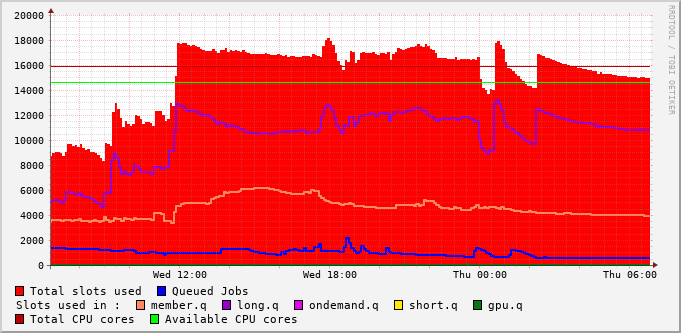 20000
18000
16000
14000
12000
10000
8000
6000
4000
2000
0
Wed 12:00 Wed 18:00 Thu 00:00 Thu 06:00
RRDTOOL / TOBI OETIKER
Total slots used Queued Jobs
Slots used in : member.q long.q ondemand.q short.q gpu.q
Total CPU cores Available CPU cores